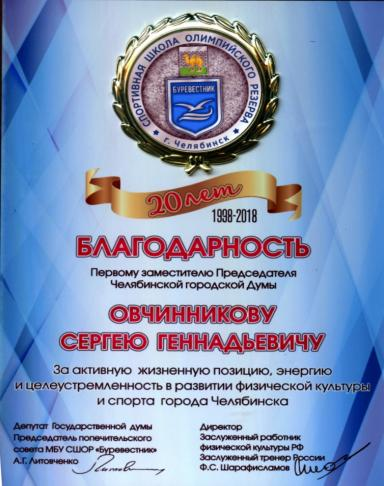 СПОРТИВНАЯ ШКОЛА ОЛИМПИЙСКОГО РЕЗЕРВА
БУРЕВЕСТНИК
г. Челябинск
20 лет
1998-2018
БЛАГОДАРНОСТЬ
Первому заместителю Председателя
Челябинской городской Думы
ОВЧИННИКОВУ
СЕРГЕЮ ГЕННАДЬЕВИЧУ
За активную жизненную позицию, энергию
и целеустремленность в развитии физической культуры
и спорта города Челябинска
Депутат Государственной думы
Председатель попечительского
совета МБУ СШОР «Буревестник»
А.Г. Литовченко
Директор
Заслуженный работник
физической культуры РФ
Заслуженный тренер России
Ф.С. Шарафисламов